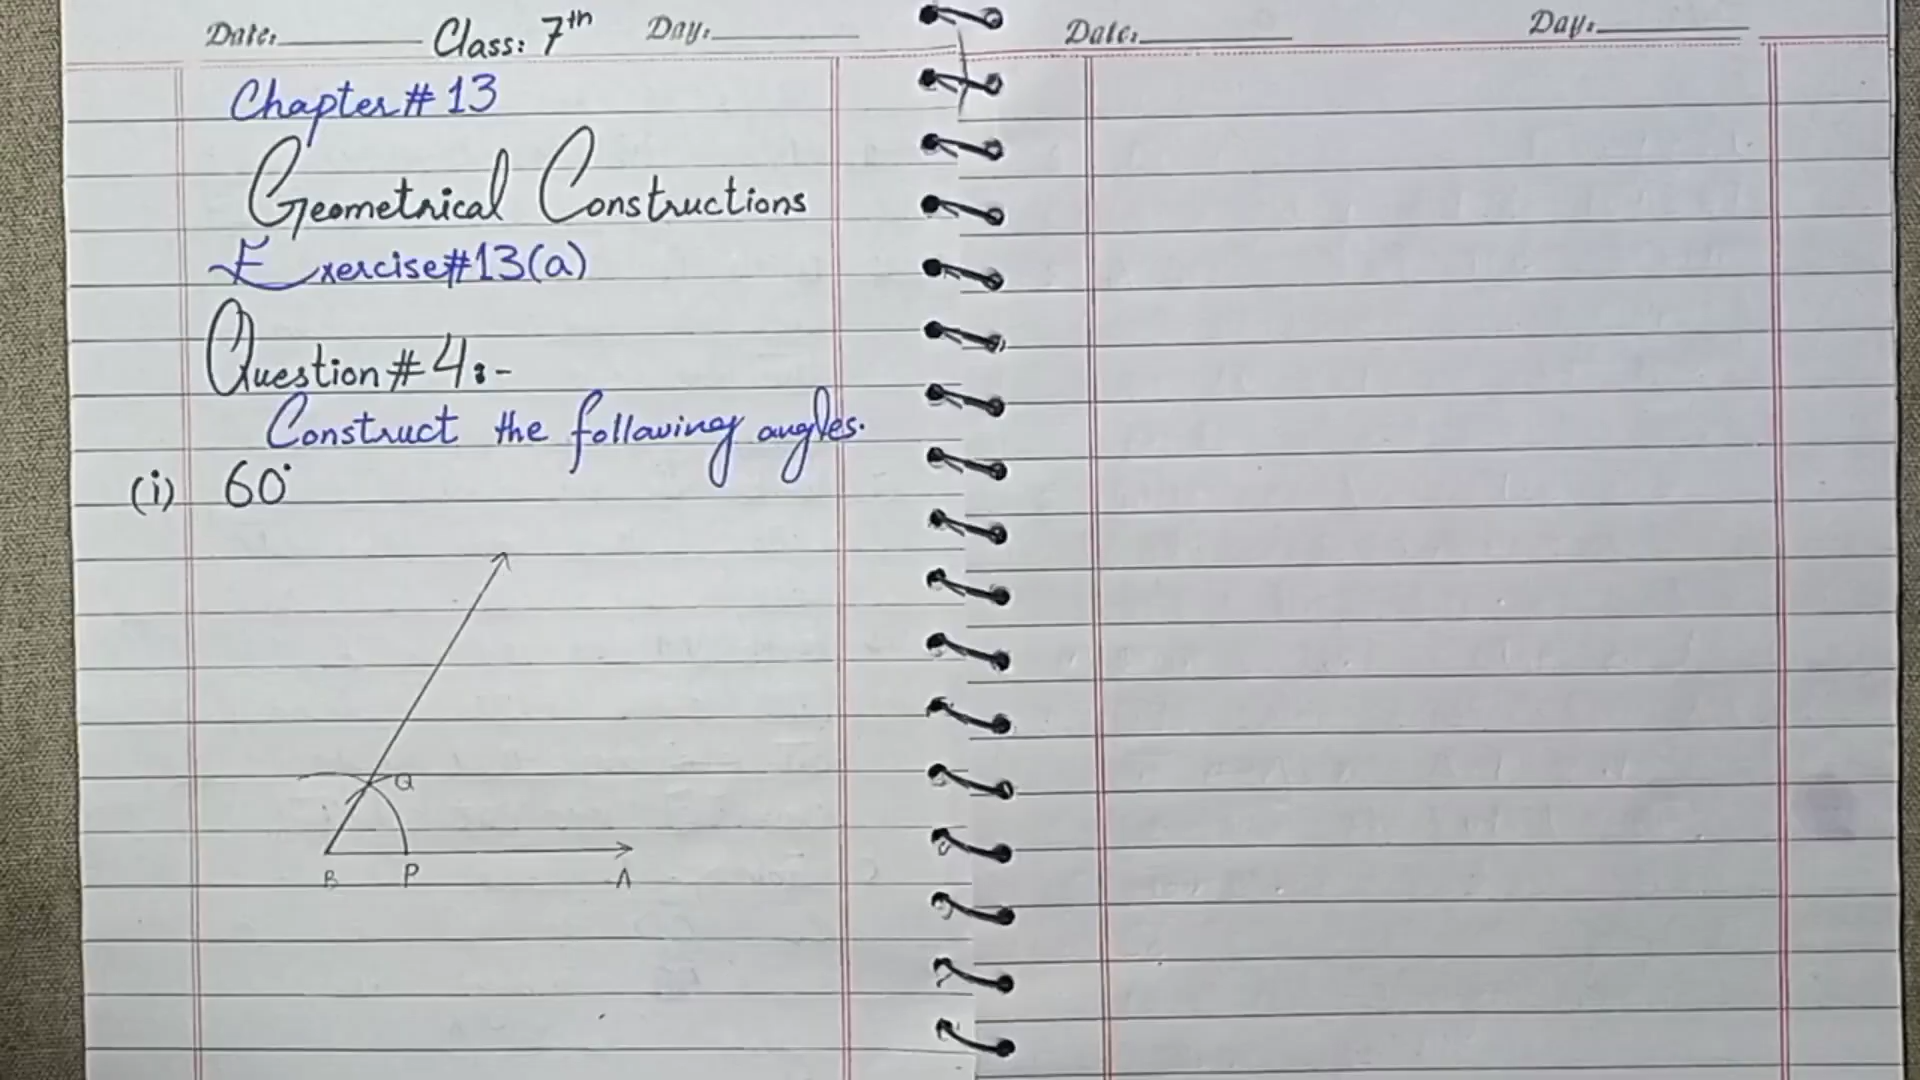 Date: Class: 7th Day:
Chapter # 13
Geometrical Constructions
Exercise # 13(a)
Question # 4:-
Construct the following angles.
(i) 60°
Q
B P A
Date: Day: